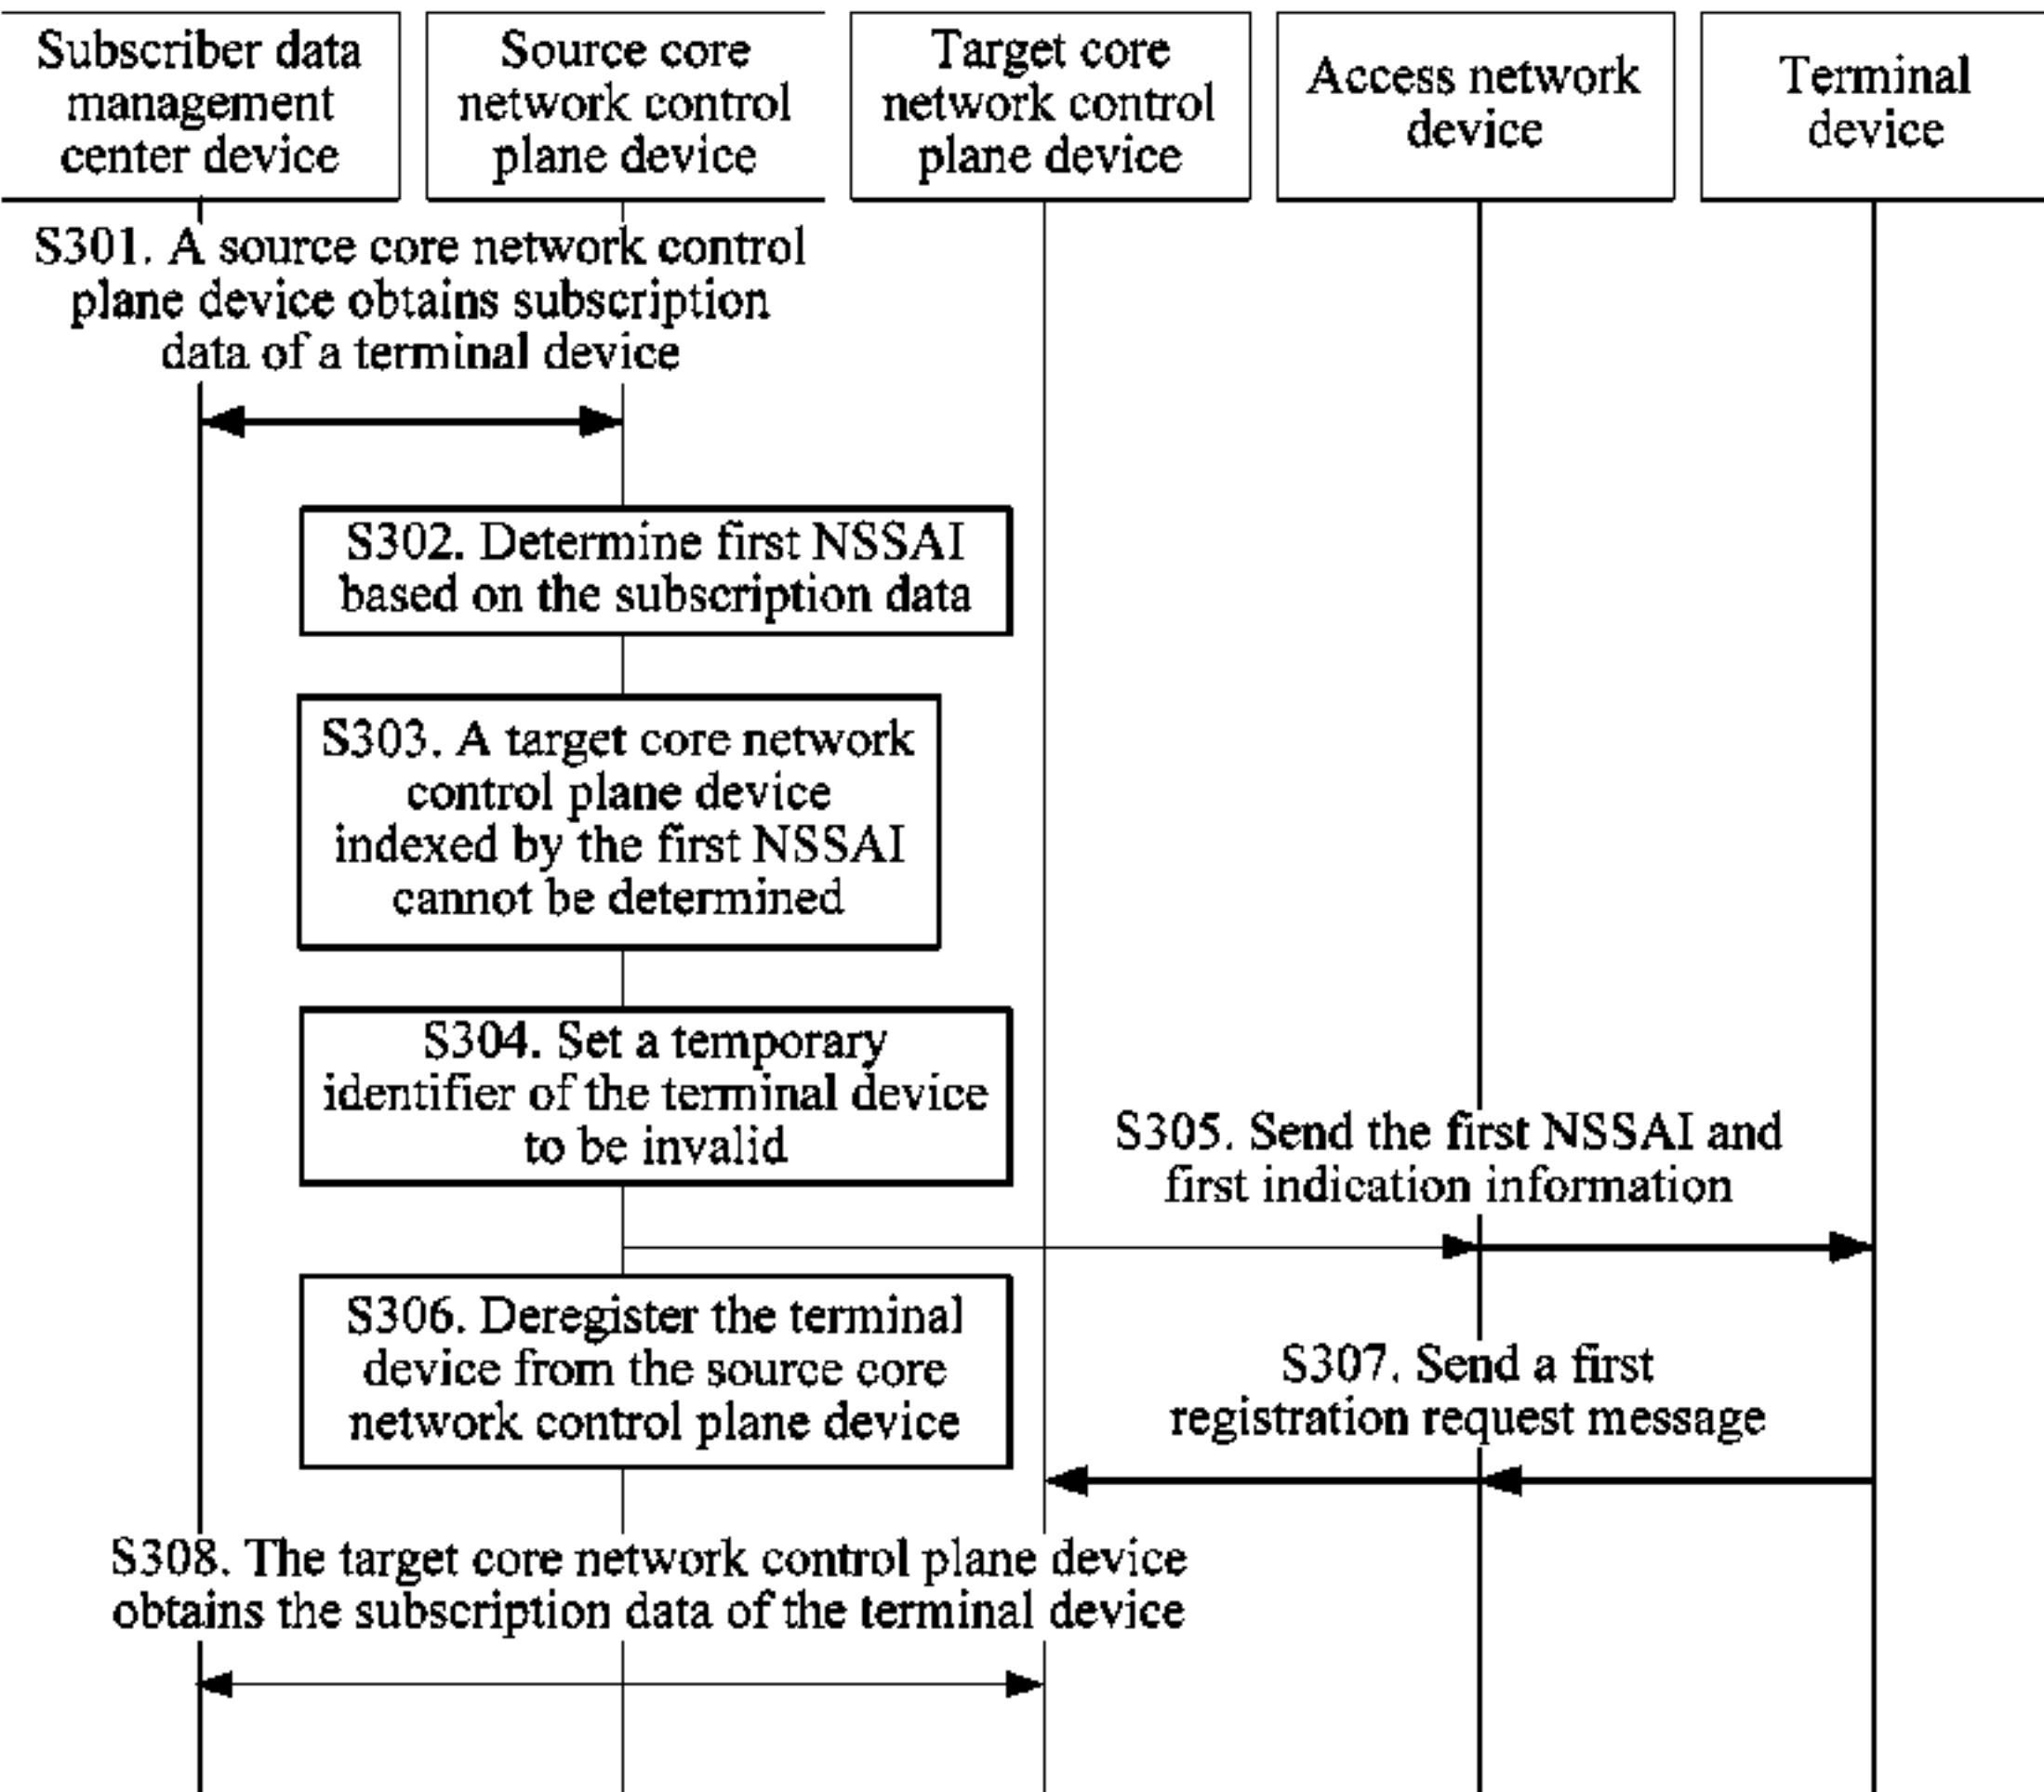 Subscriber data
management
center device
Source core
network control
plane device
Target core
network control
plane device
Access network
device
Terminal
device
S301. A source core network control
plane device obtains subscription
data of a terminal device
S302. Determine first NSSAI
based on the subscription data
S303. A target core network
control plane device
indexed by the first NSSAI
cannot be determined
S304. Set a temporary
identifier of the terminal device
to be invalid
S305. Send the first NSSAI and
first indication information
S306. Deregister the terminal
device from the source core
network control plane device
S307. Send a first
registration request message
S308. The target core network control plane device
obtains the subscription data of the terminal device